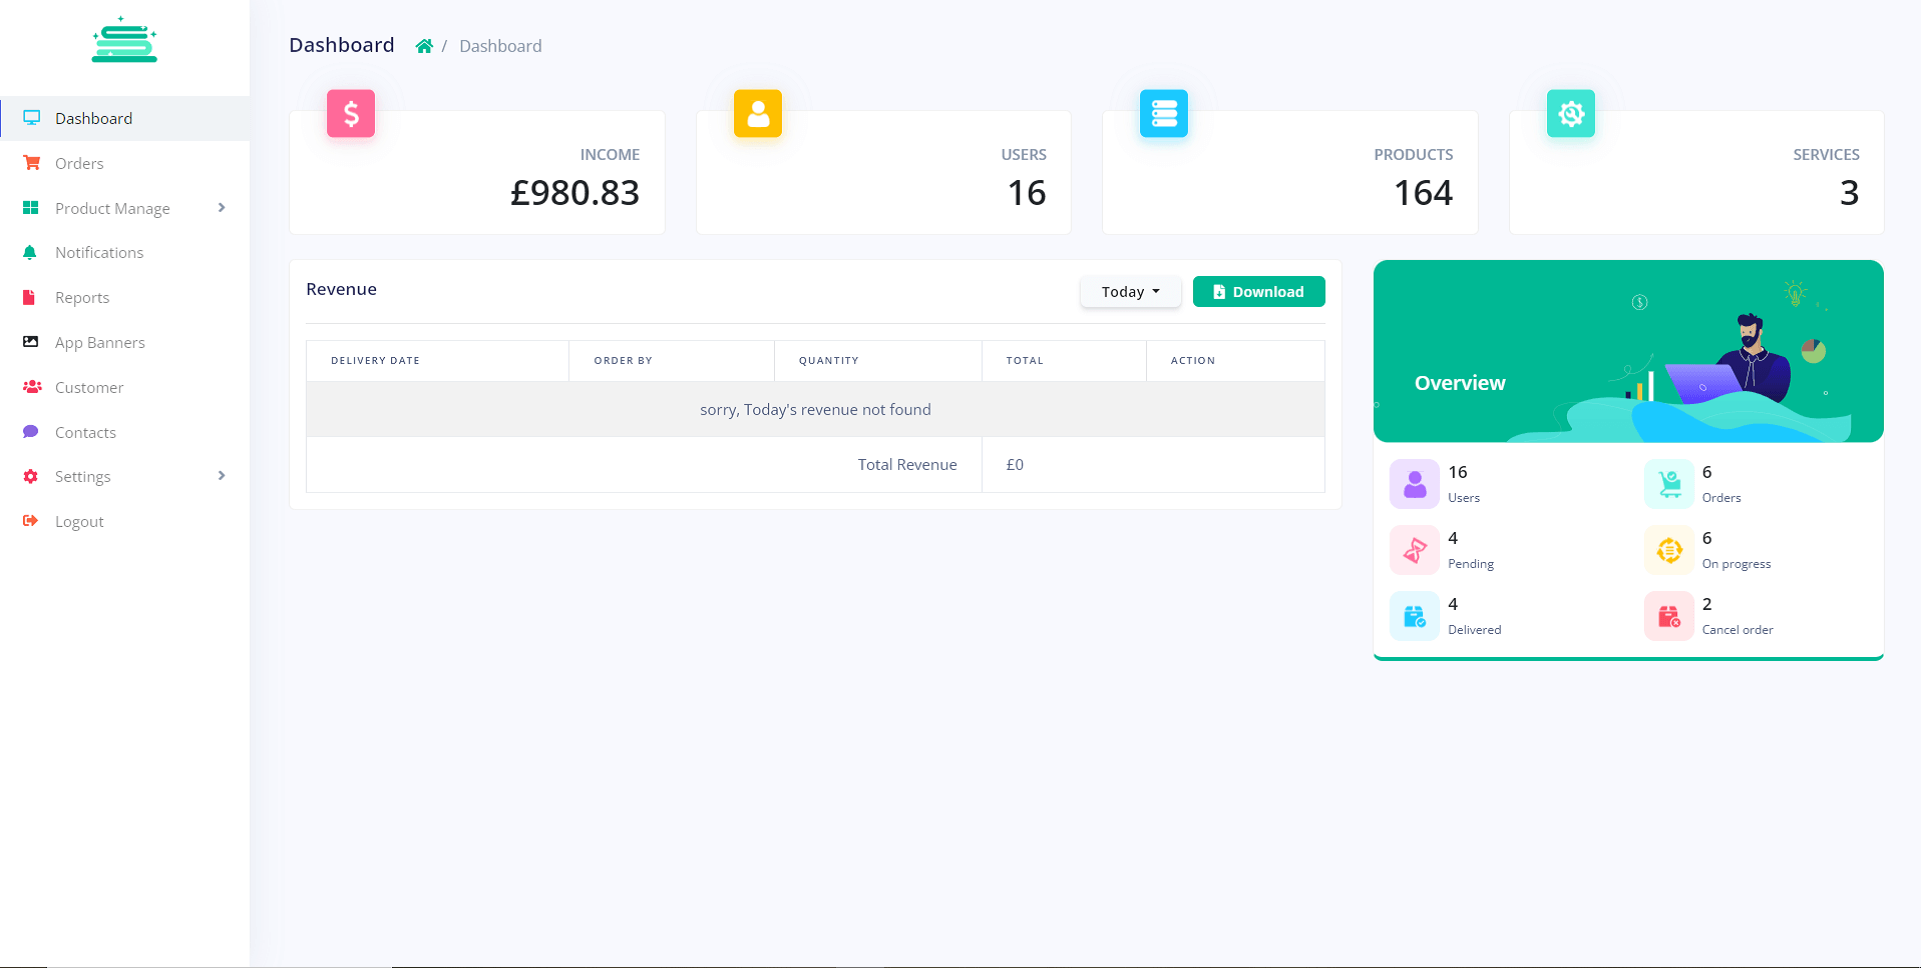 Dashboard / Dashboard
Dashboard
Orders
Product Manage
Notifications
Reports
App Banners
Customer
Contacts
Settings
Logout
INCOME
£980.83
USERS
16
PRODUCTS
164
SERVICES
3
Revenue
Today
Download
DELIVERY DATE ORDER BY QUANTITY TOTAL ACTION
sorry, Today's revenue not found
Total Revenue £0
Overview
16
Users
6
Orders
4
Pending
6
On progress
4
Delivered
2
Cancel order